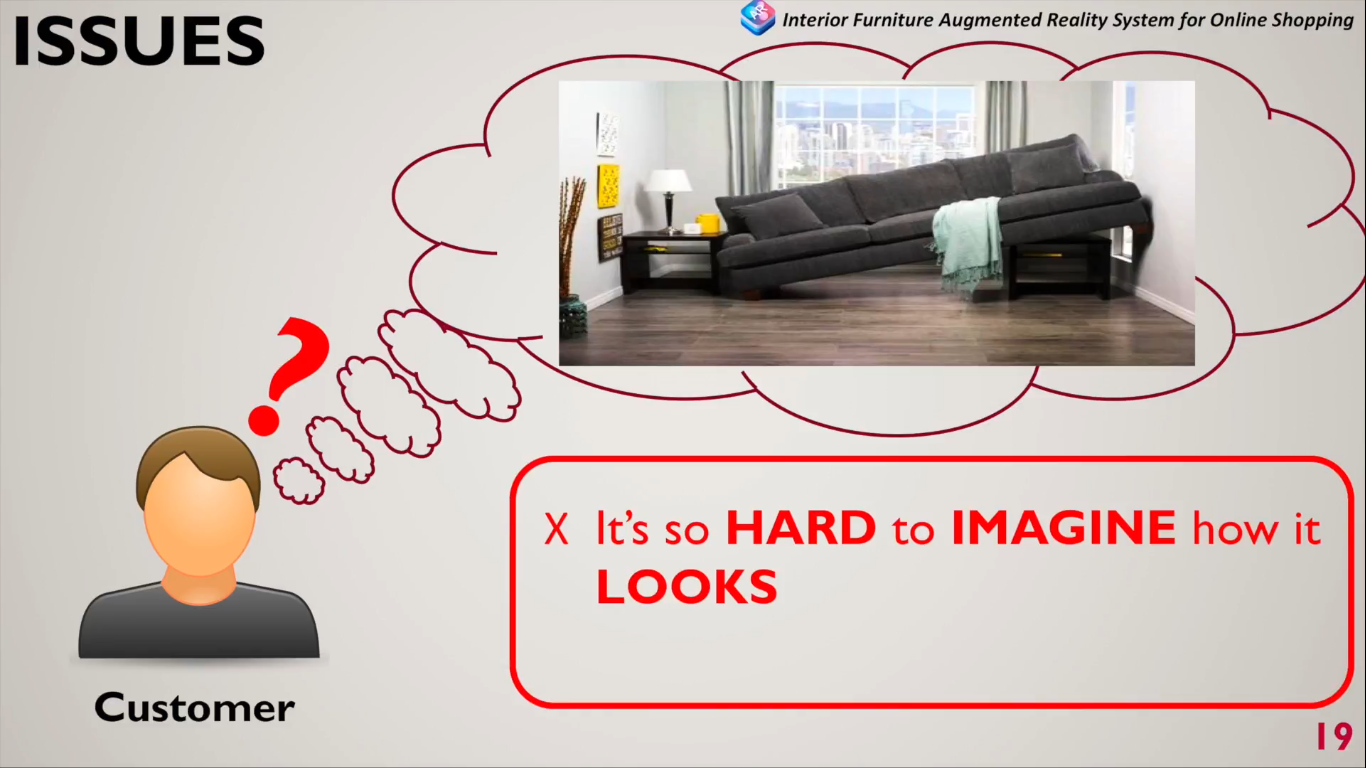 ISSUES
Interior Furniture Augmented Reality System for Online Shopping
?
X It’s so HARD to IMAGINE how it
LOOKS
Customer
19